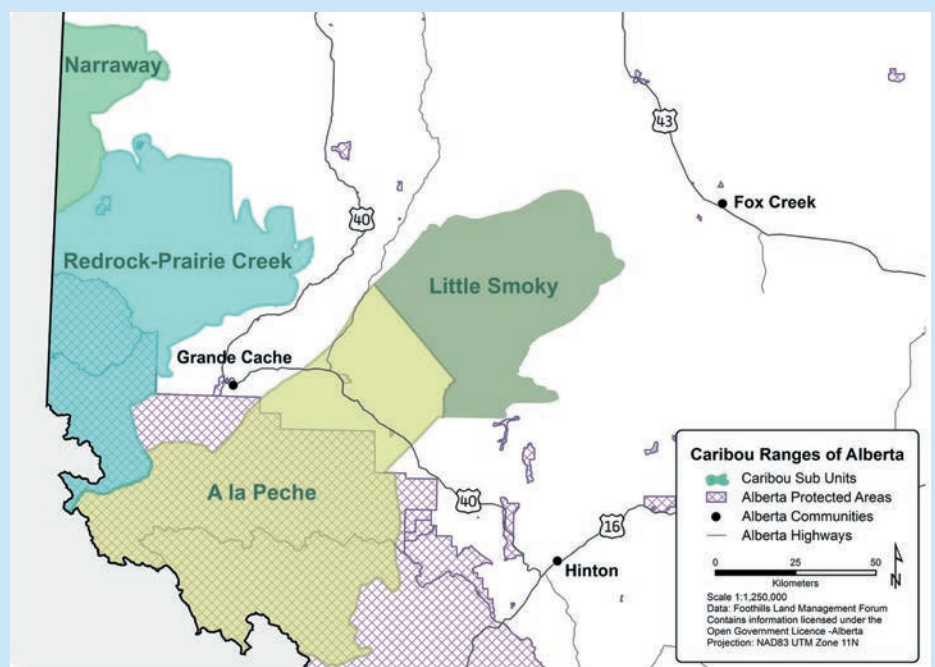 Narraway
43
Fox Creek
40
Redrock-Prairie Creek
Little Smoky
Grande Cache
A la Peche
40
16
Hinton
Caribou Ranges of Alberta
Caribou Sub Units
Alberta Protected Areas
Alberta Communities
Alberta Highways
0 25 50
Kilometers
N
Scale 1:1,250,000
Data: Foothills Land Management Forum
Contains information licensed under the
Open Government Licence -Alberta
Projection: NAD83 UTM Zone 11N